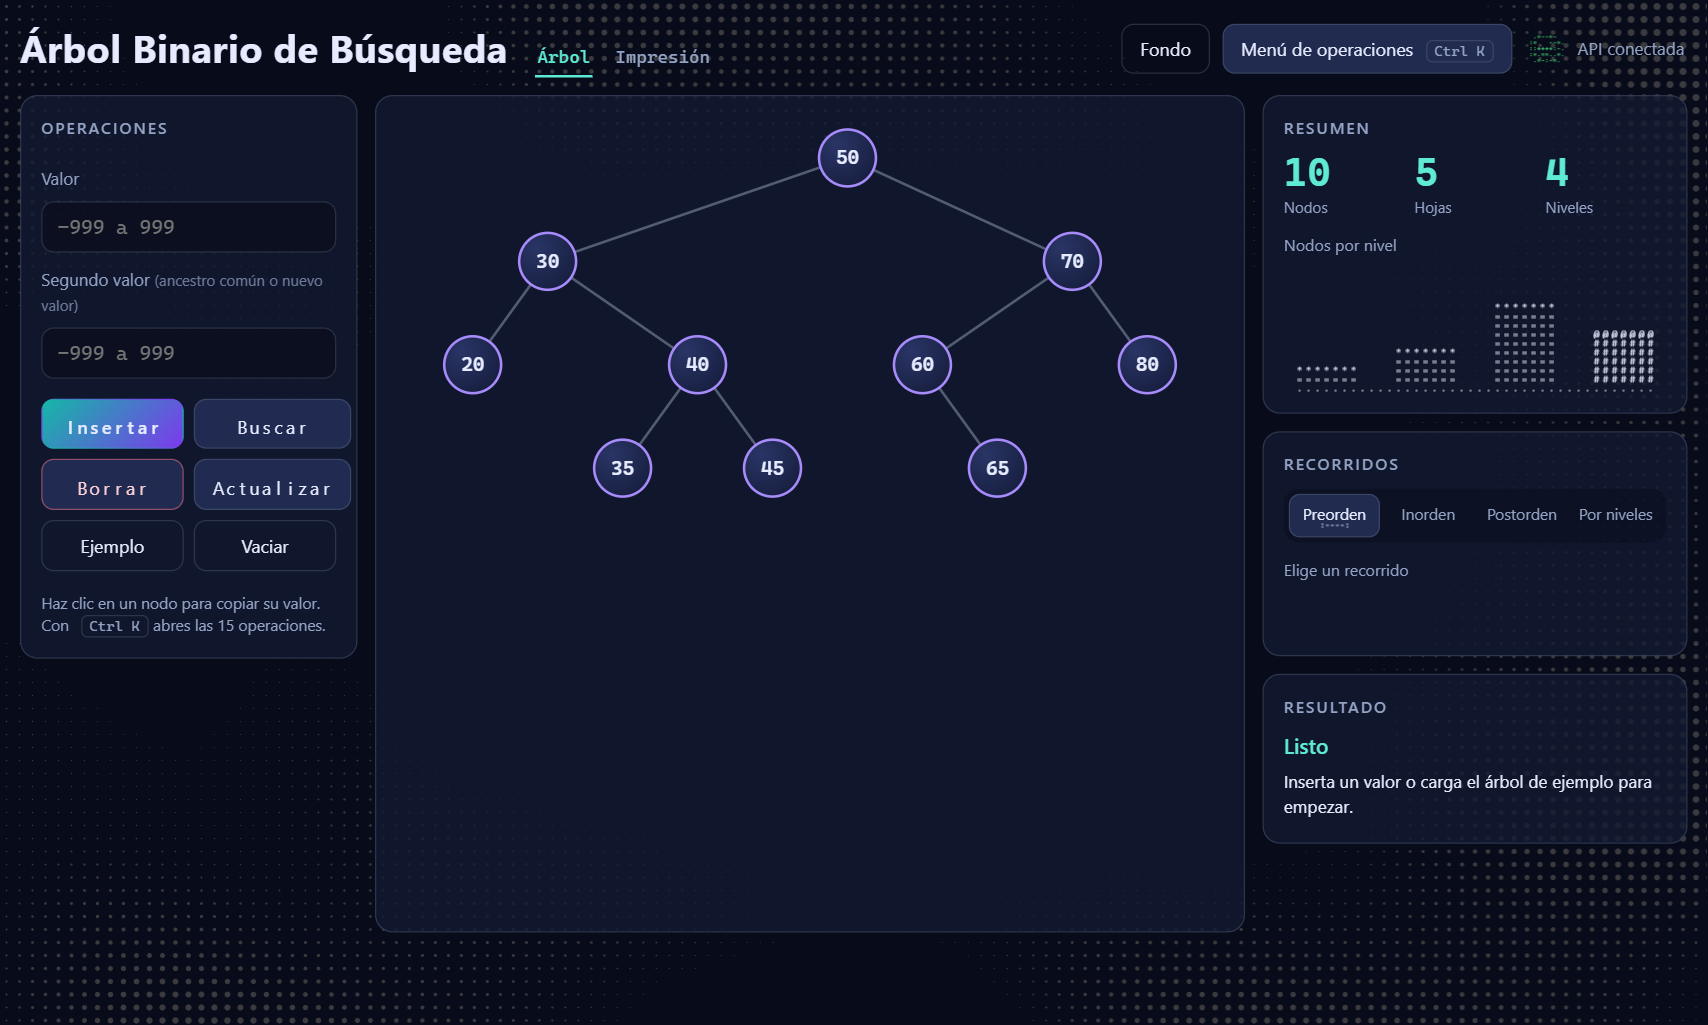 Árbol Binario de Búsqueda
Árbol
Impresión
Fondo
Menú de operaciones Ctrl K
API conectada
OPERACIONES
Valor
-999 a 999
Segundo valor (ancestro común o nuevo
valor)
-999 a 999
Insertar
Buscar
Borrar
Actualizar
Ejemplo
Vaciar
Haz clic en un nodo para copiar su valor.
Con Ctrl K abres las 15 operaciones.
50
30
70
20
40
60
80
35
45
65
RESUMEN
10
5
4
Nodos
Hojas
Niveles
Nodos por nivel
RECORRIDOS
Preorden
Inorden
Postorden
Por niveles
Elige un recorrido
RESULTADO
Listo
Inserta un valor o carga el árbol de ejemplo para
empezar.